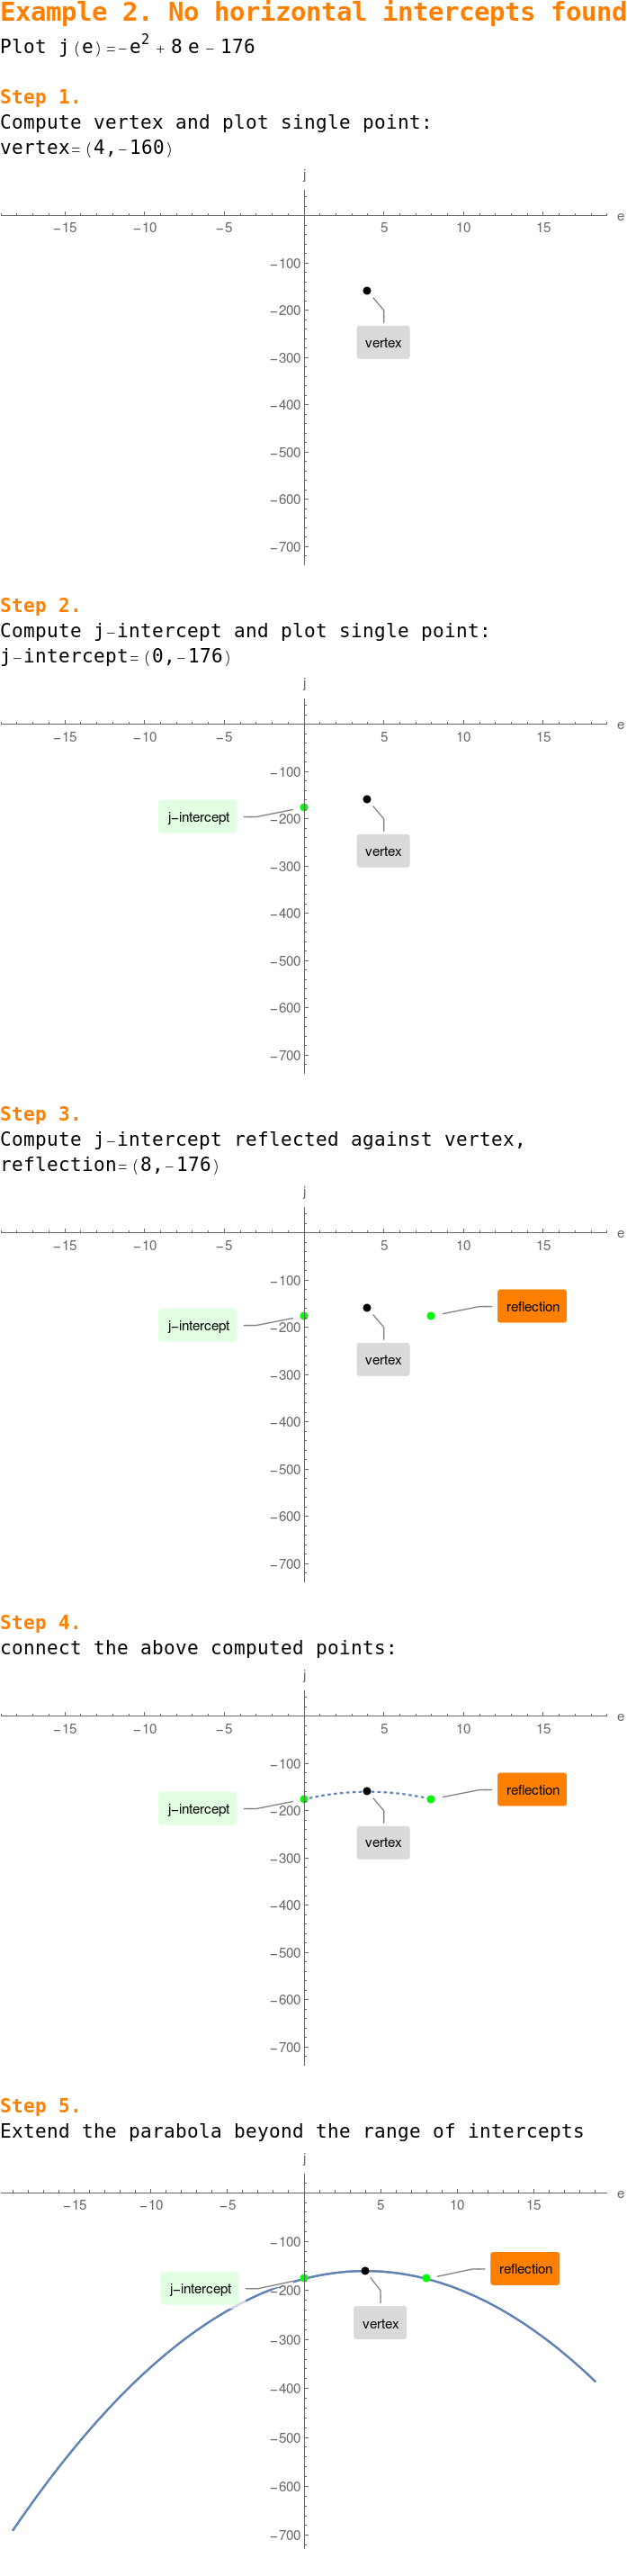 Example 2. No horizontal intercepts found
Plot j(e)=-e² + 8 e - 176
Step 1.
Compute vertex and plot single point:
vertex=(4,-160)
j
e
-15 -10 -5 5 10 15
-100
-200
vertex
-300
-400
-500
-600
-700
Step 2.
Compute j-intercept and plot single point:
j-intercept=(0,-176)
j
e
-15 -10 -5 5 10 15
-100
j-intercept
-200
vertex
-300
-400
-500
-600
-700
Step 3.
Compute j-intercept reflected against vertex,
reflection=(8,-176)
j
e
-15 -10 -5 5 10 15
-100
reflection
j-intercept
-200
vertex
-300
-400
-500
-600
-700
Step 4.
connect the above computed points:
j
e
-15 -10 -5 5 10 15
-100
reflection
j-intercept
-200
vertex
-300
-400
-500
-600
-700
Step 5.
Extend the parabola beyond the range of intercepts
j
e
-15 -10 -5 5 10 15
-100
reflection
j-intercept
-200
vertex
-300
-400
-500
-600
-700